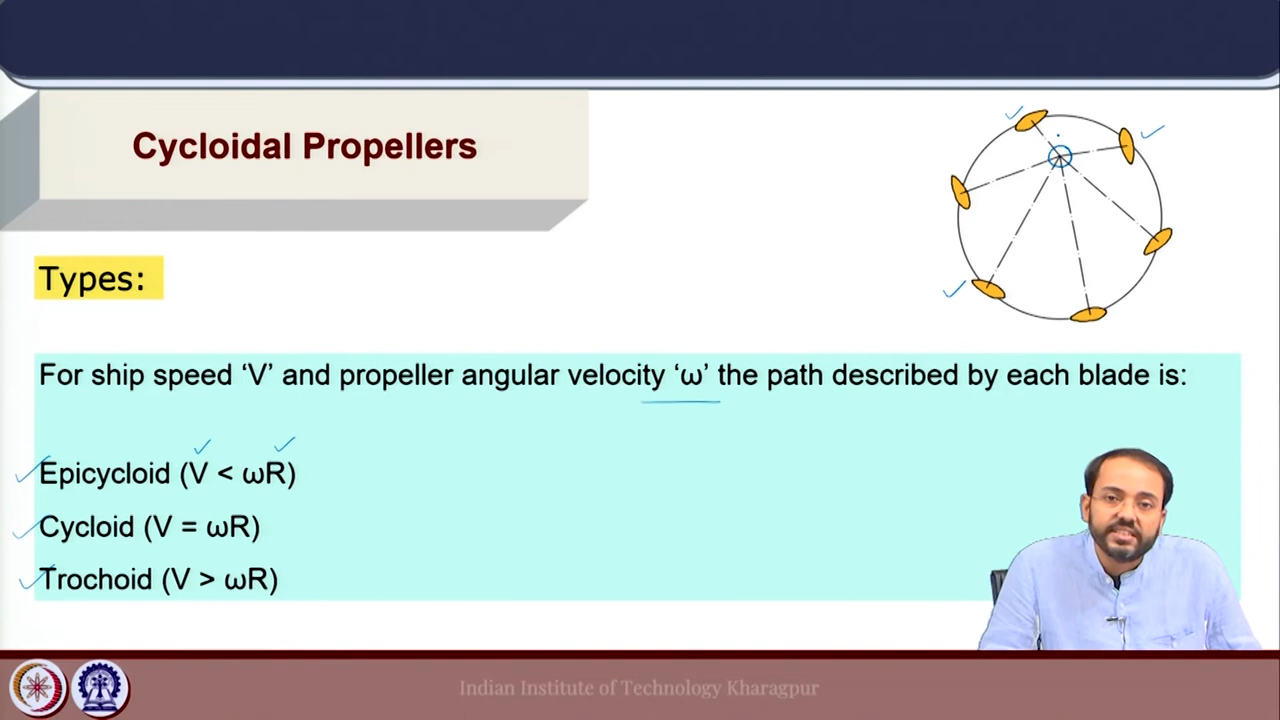 Cycloidal Propellers
Types:
For ship speed ‘V’ and propeller angular velocity ‘ω’ the path described by each blade is:
Epicycloid (V < ωR)
Cycloid (V = ωR)
Trochoid (V > ωR)
Indian Institute of Technology Kharagpur